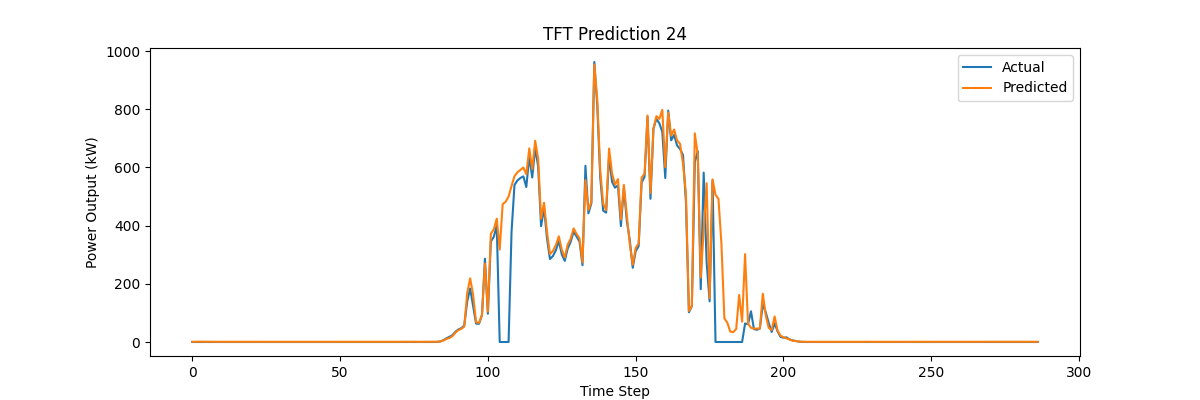 TFT Prediction 24
1000
800
600
400
200
0
Power Output (kW)
Actual
Predicted
0 50 100 150 200 250 300
Time Step